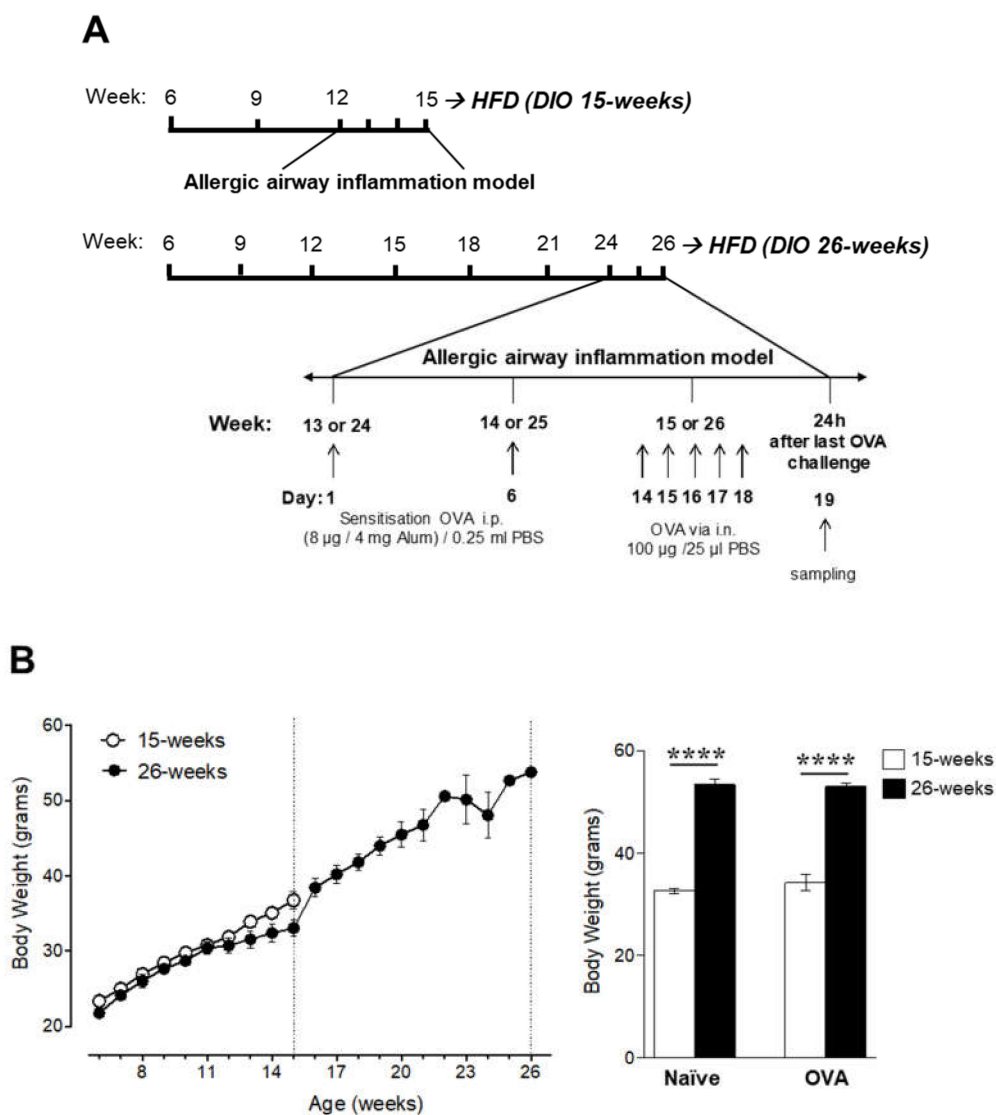 A
Week: 6 9 12 15 → HFD (DIO 15-weeks)
Allergic airway inflammation model
Week: 6 9 12 15 18 21 24 26 → HFD (DIO 26-weeks)
Allergic airway inflammation model
Week: 13 or 24 14 or 25 15 or 26 24h
after last OVA
challenge
Day: 1 6 14 15 16 17 18 19
Sensitisation OVA i.p.
(8 µg / 4 mg Alum) / 0.25 ml PBS
OVA via i.n.
100 µg /25 µl PBS
sampling
B
Body Weight (grams)
60
50
40
30
20
15-weeks
26-weeks
8 11 14 17 20 23 26
Age (weeks)
Body Weight (grams)
60
40
20
0
**** ****
15-weeks
26-weeks
Naïve OVA